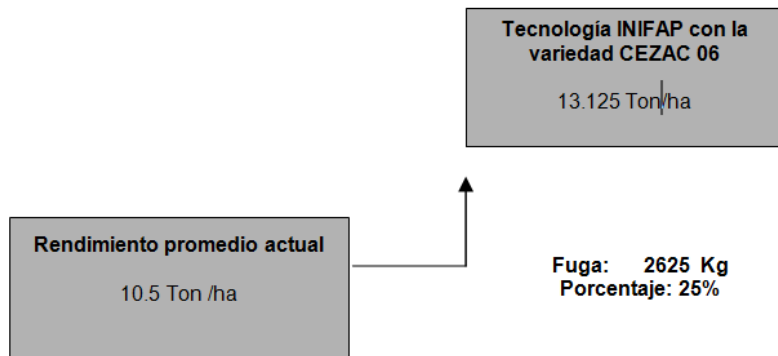 Tecnología INIFAP con la
variedad CEZAC 06
13.125 Ton/ha
Rendimiento promedio actual
10.5 Ton /ha
Fuga: 2625 Kg
Porcentaje: 25%